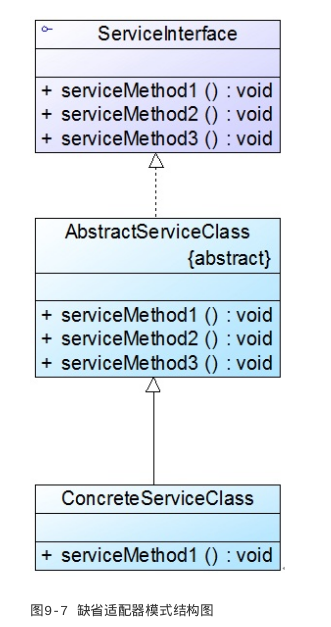 ServiceInterface
+ serviceMethod1 () : void
+ serviceMethod2 () : void
+ serviceMethod3 () : void
AbstractServiceClass
{abstract}
+ serviceMethod1 () : void
+ serviceMethod2 () : void
+ serviceMethod3 () : void
ConcreteServiceClass
+ serviceMethod1 () : void
图9-7 缺省适配器模式结构图